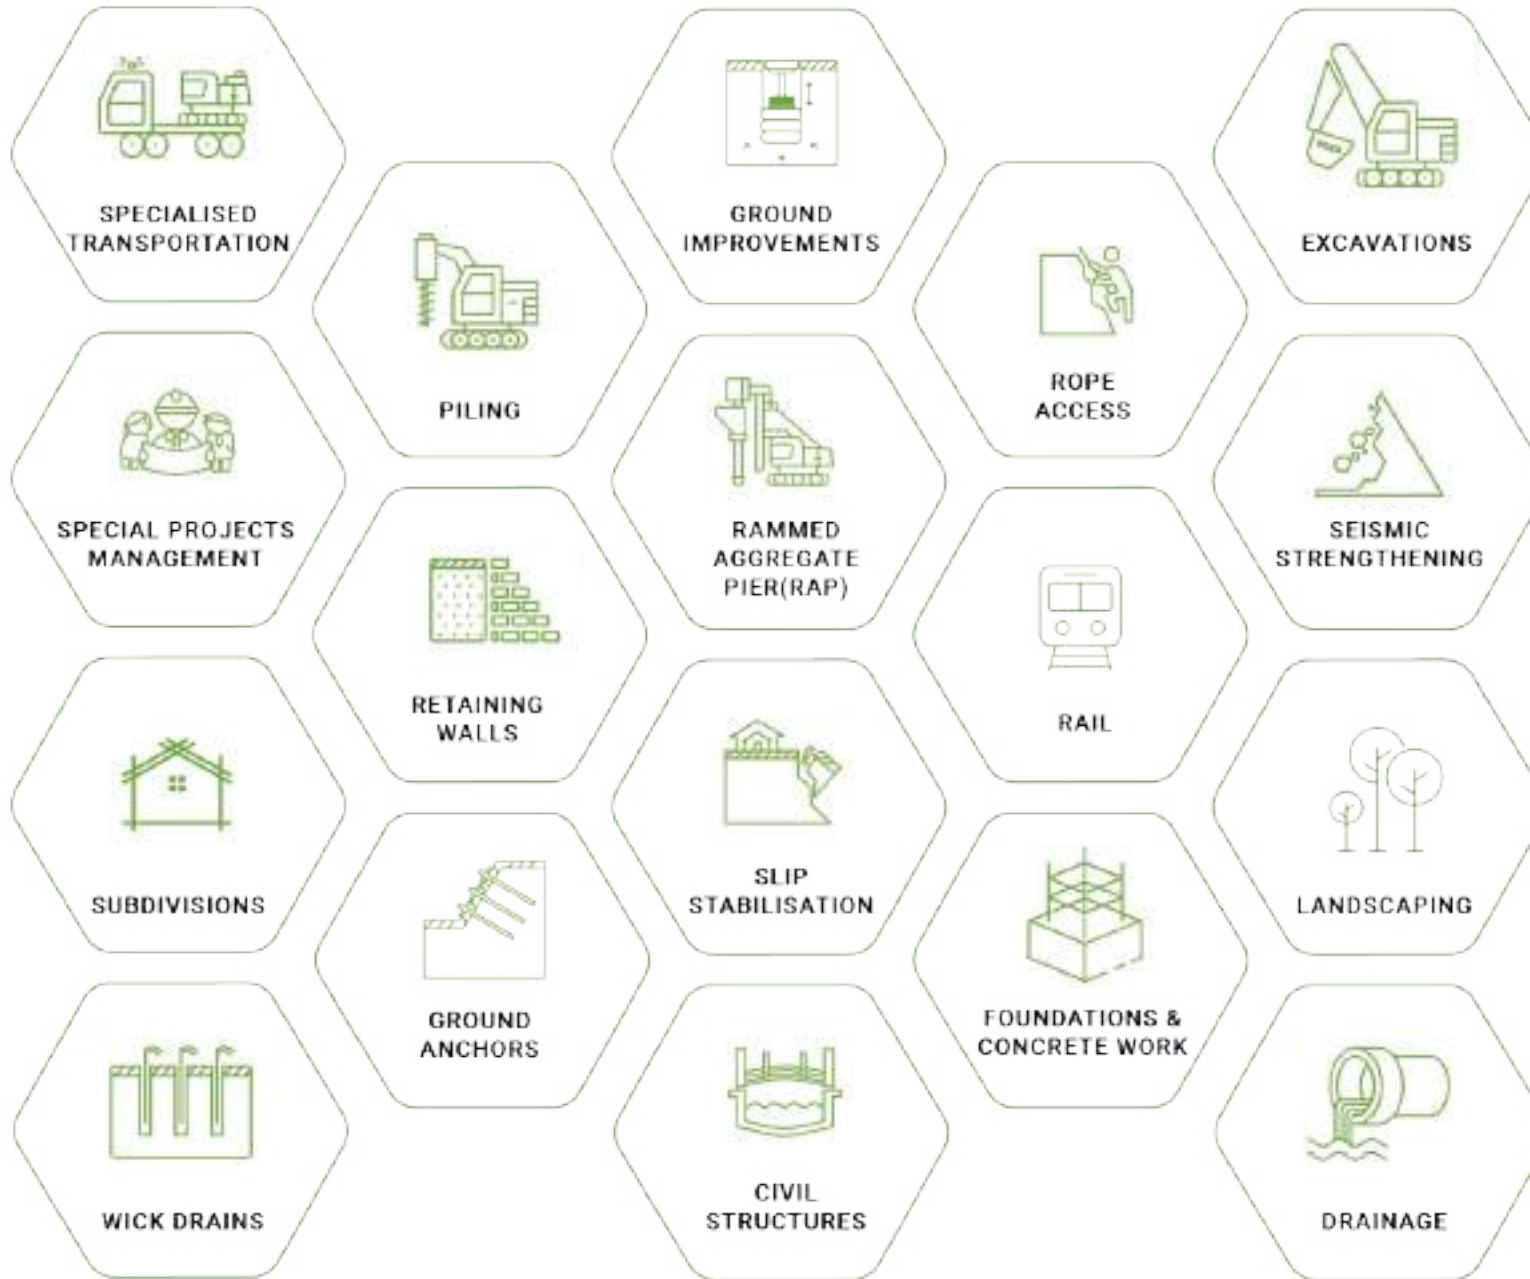 SPECIALISED
TRANSPORTATION
GROUND
IMPROVEMENTS
EXCAVATIONS
PILING
ROPE
ACCESS
SPECIAL PROJECTS
MANAGEMENT
RAMMED
AGGREGATE
PIER(RAP)
SEISMIC
STRENGTHENING
RETAINING
WALLS
RAIL
SUBDIVISIONS
SLIP
STABILISATION
LANDSCAPING
GROUND
ANCHORS
FOUNDATIONS &
CONCRETE WORK
WICK DRAINS
CIVIL
STRUCTURES
DRAINAGE